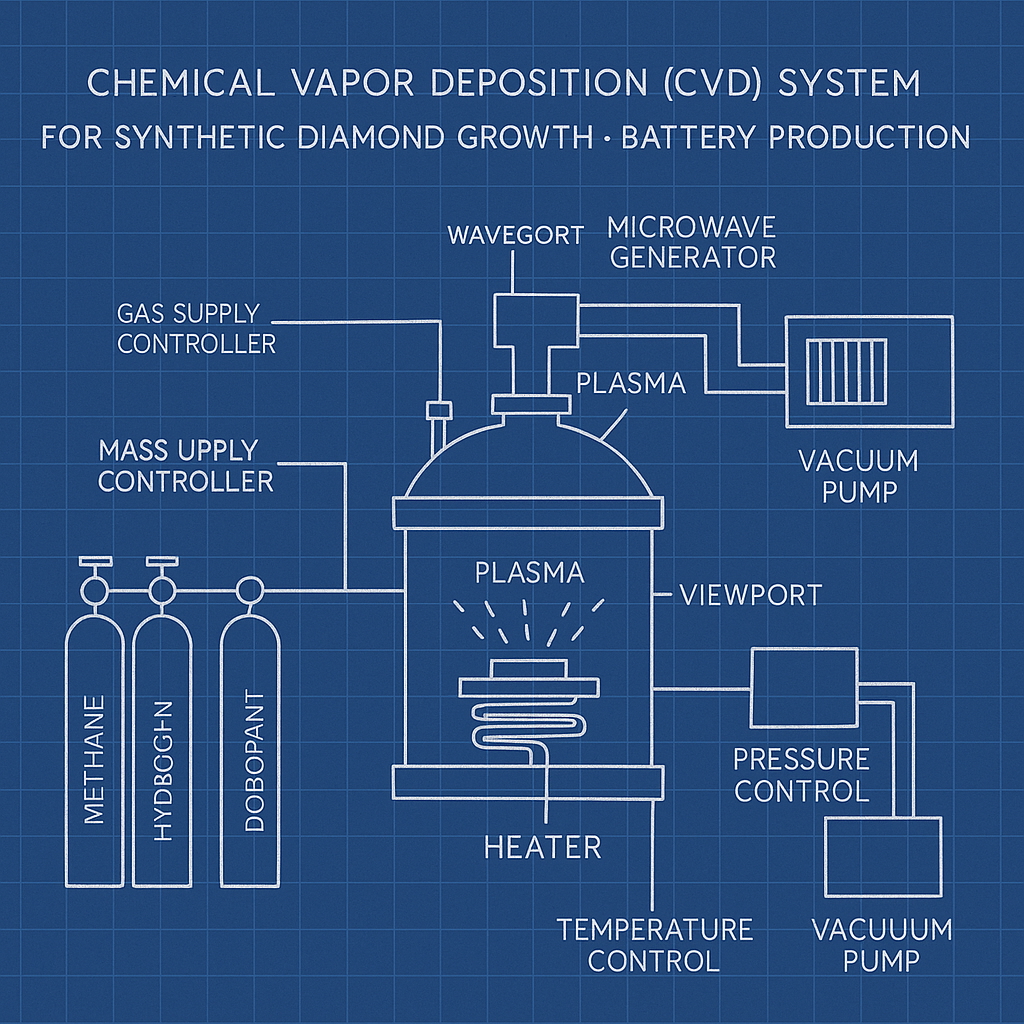 CHEMICAL VAPOR DEPOSITION (CVD) SYSTEM
FOR SYNTHETIC DIAMOND GROWTH · BATTERY PRODUCTION
WAVEGORT
MICROWAVE
GENERATOR
GAS SUPPLY
CONTROLLER
PLASMA
MASS UPPLY
CONTROLLER
VACUUM
PUMP
PLASMA
VIEWPORT
METHANE
HYDBOGHN
DOBOPANT
PRESSURE
CONTROL
HEATER
TEMPERATURE
CONTROL
VACUUUM
PUMP